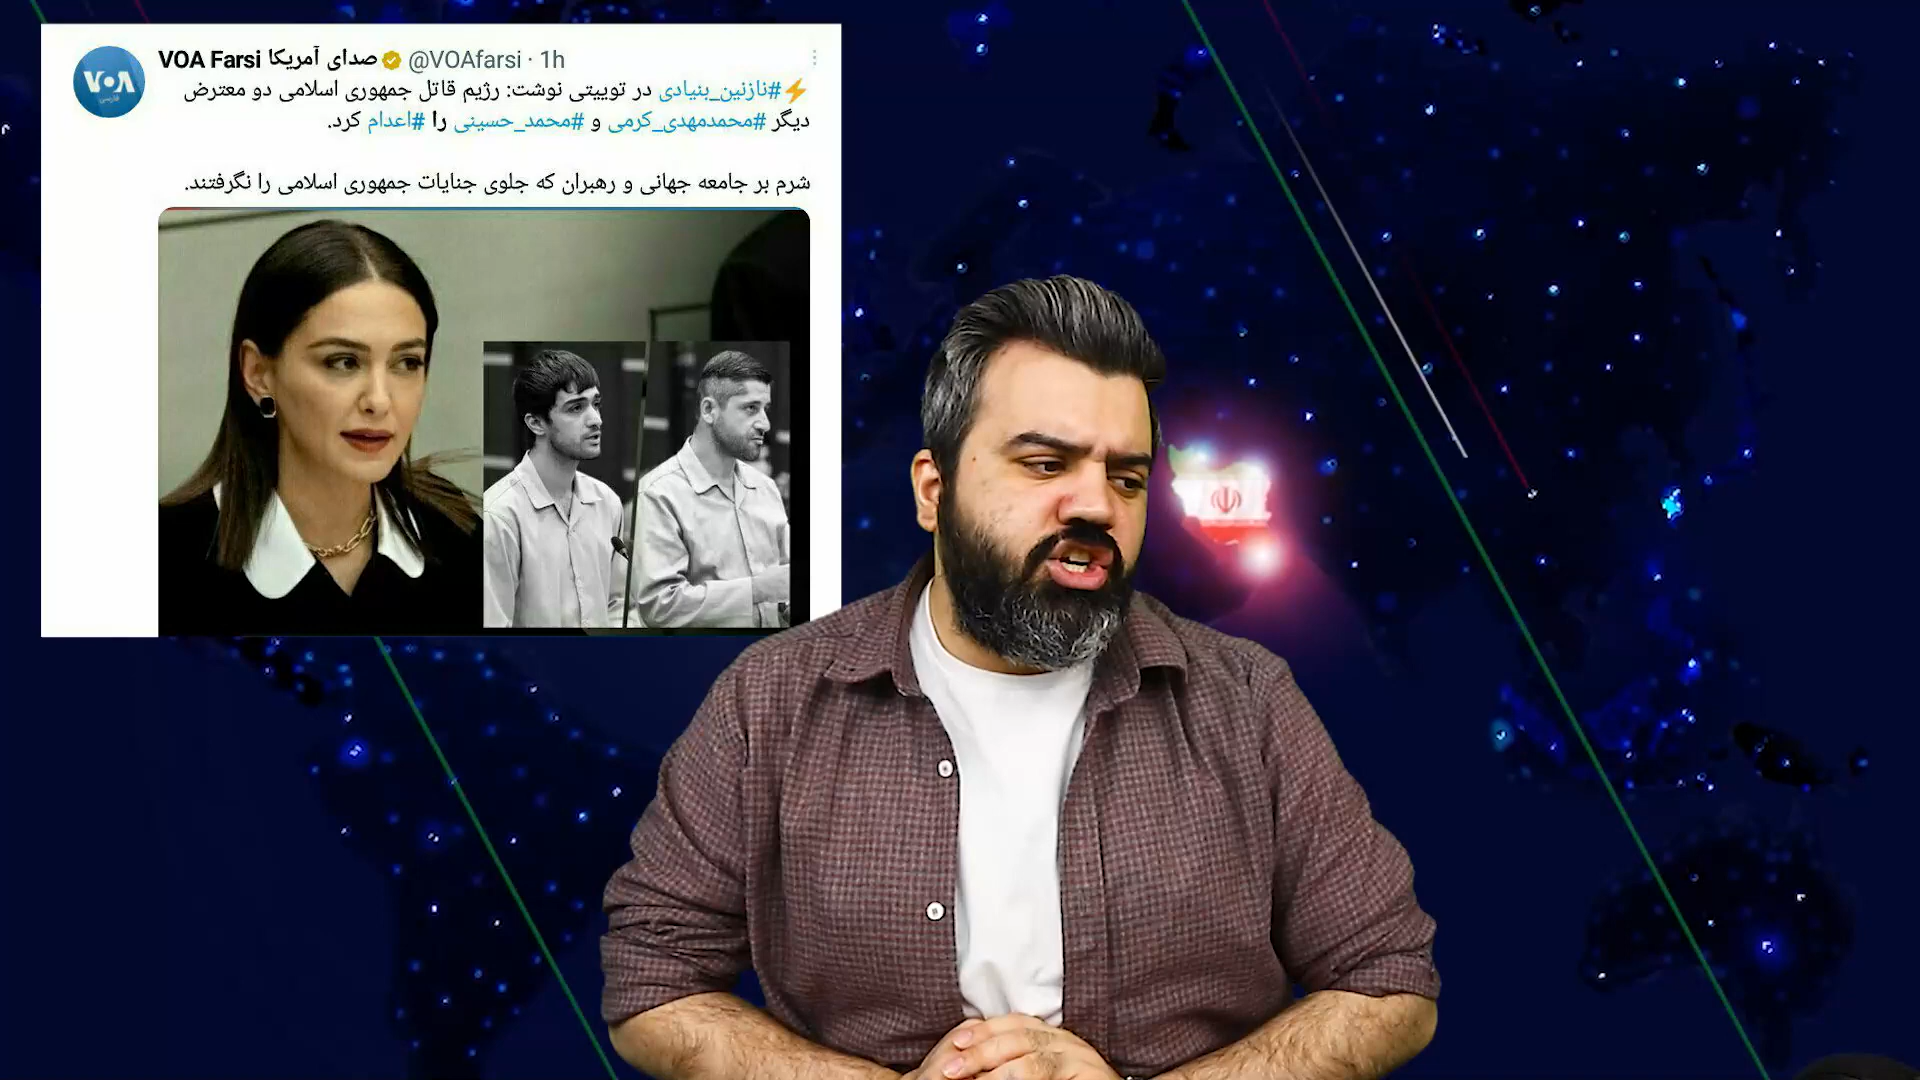 VOA Farsi صدای آمریکا @VOAfarsi · 1h
⚡#نازنین_بنیادی در توییتی نوشت: رژیم قاتل جمهوری اسلامی دو معترض
دیگر #محمدمهدی_کرمی و #محمد_حسینی را #اعدام کرد.
شرم بر جامعه جهانی و رهبران که جلوی جنایات جمهوری اسلامی را نگرفتند.
VOA
فارسی